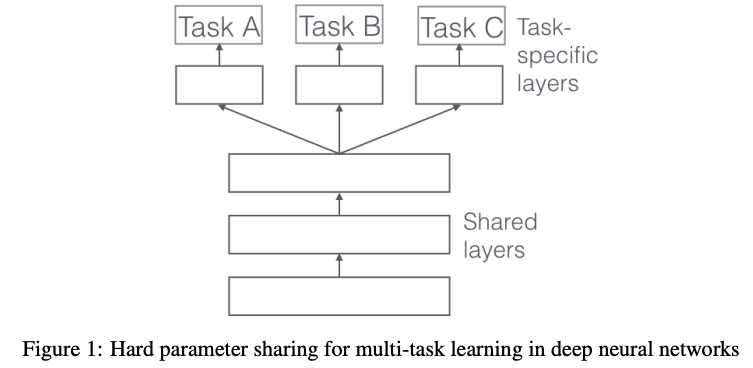 Task A
Task B
Task C
Task-
specific
layers
Shared
layers
Figure 1: Hard parameter sharing for multi-task learning in deep neural networks